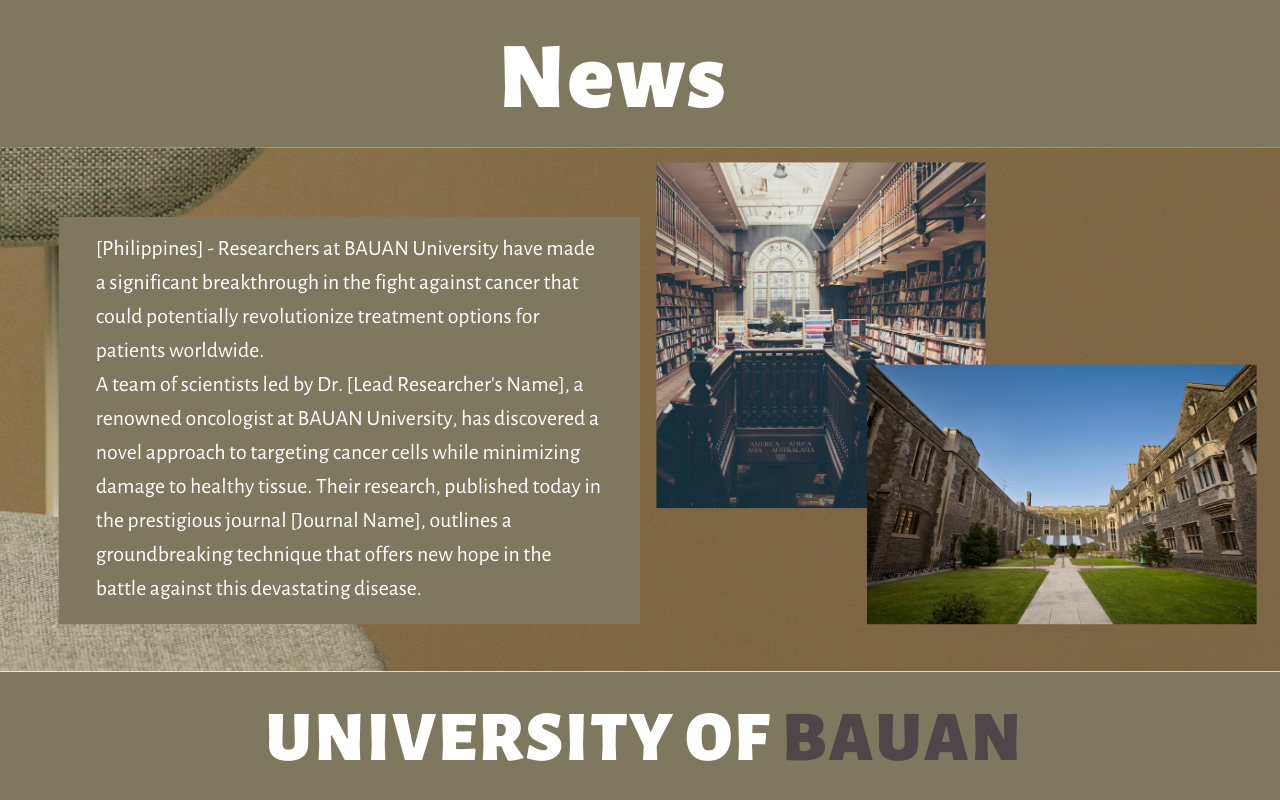 News
[Philippines] - Researchers at BAUAN University have made
a significant breakthrough in the fight against cancer that
could potentially revolutionize treatment options for
patients worldwide.
A team of scientists led by Dr. [Lead Researcher's Name], a
renowned oncologist at BAUAN University, has discovered a
novel approach to targeting cancer cells while minimizing
damage to healthy tissue. Their research, published today in
the prestigious journal [Journal Name], outlines a
groundbreaking technique that offers new hope in the
battle against this devastating disease.
AMERICA AFRICA
ASIA AUSTRALASIA
UNIVERSITY OF BAUAN